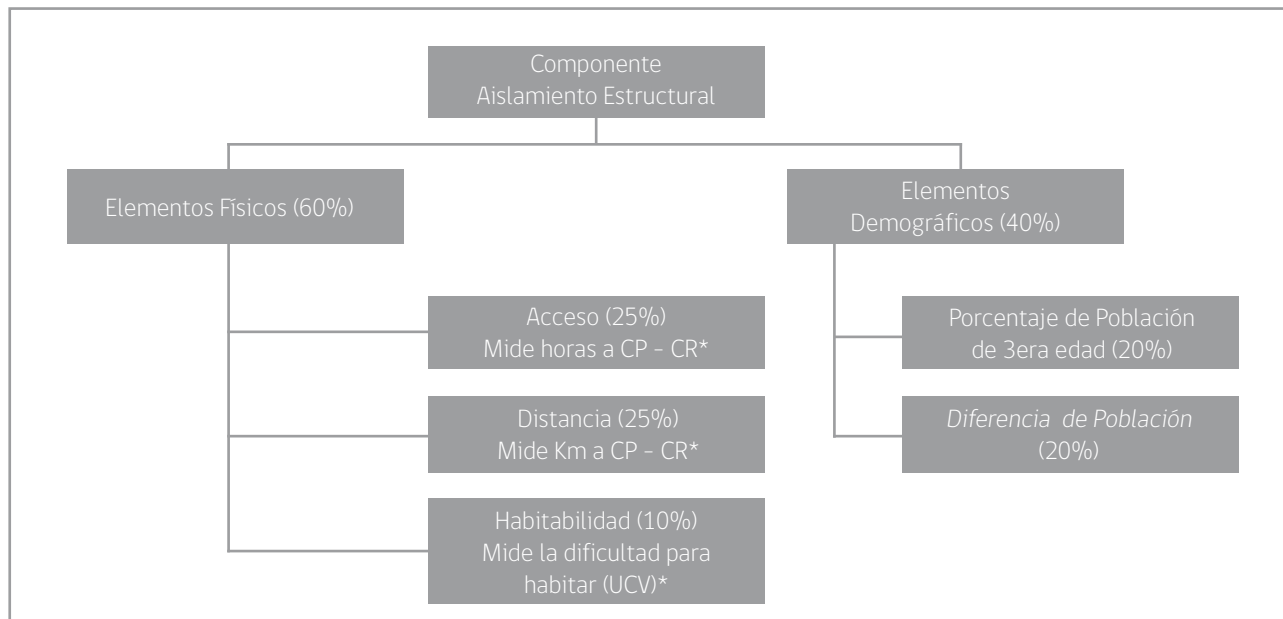 Componente
Aislamiento Estructural
Elementos Físicos (60%)
Elementos
Demográficos (40%)
Acceso (25%)
Mide horas a CP - CR*
Porcentaje de Población
de 3era edad (20%)
Distancia (25%)
Mide Km a CP - CR*
Diferencia de Población
(20%)
Habitabilidad (10%)
Mide la dificultad para
habitar (UCV)*